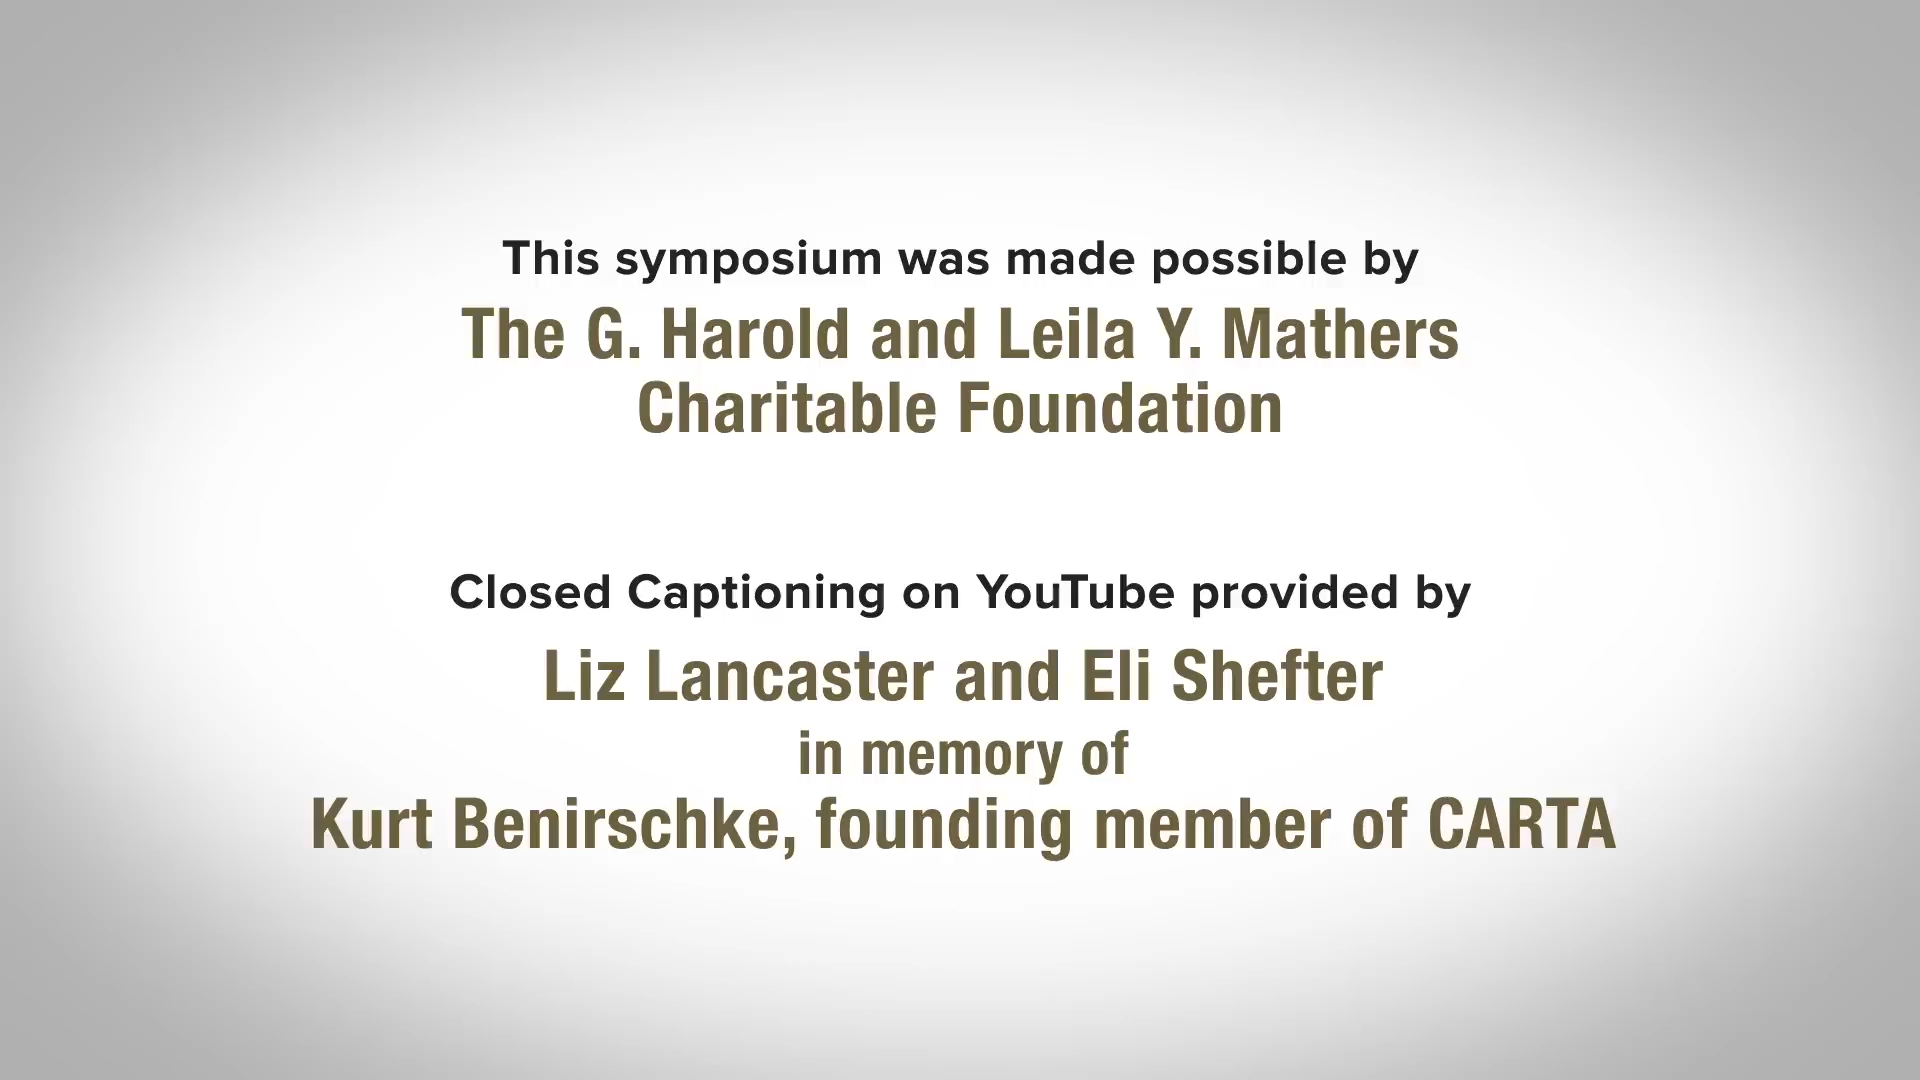 This symposium was made possible by
The G. Harold and Leila Y. Mathers
Charitable Foundation
Closed Captioning on YouTube provided by
Liz Lancaster and Eli Shefter
in memory of
Kurt Benirschke, founding member of CARTA